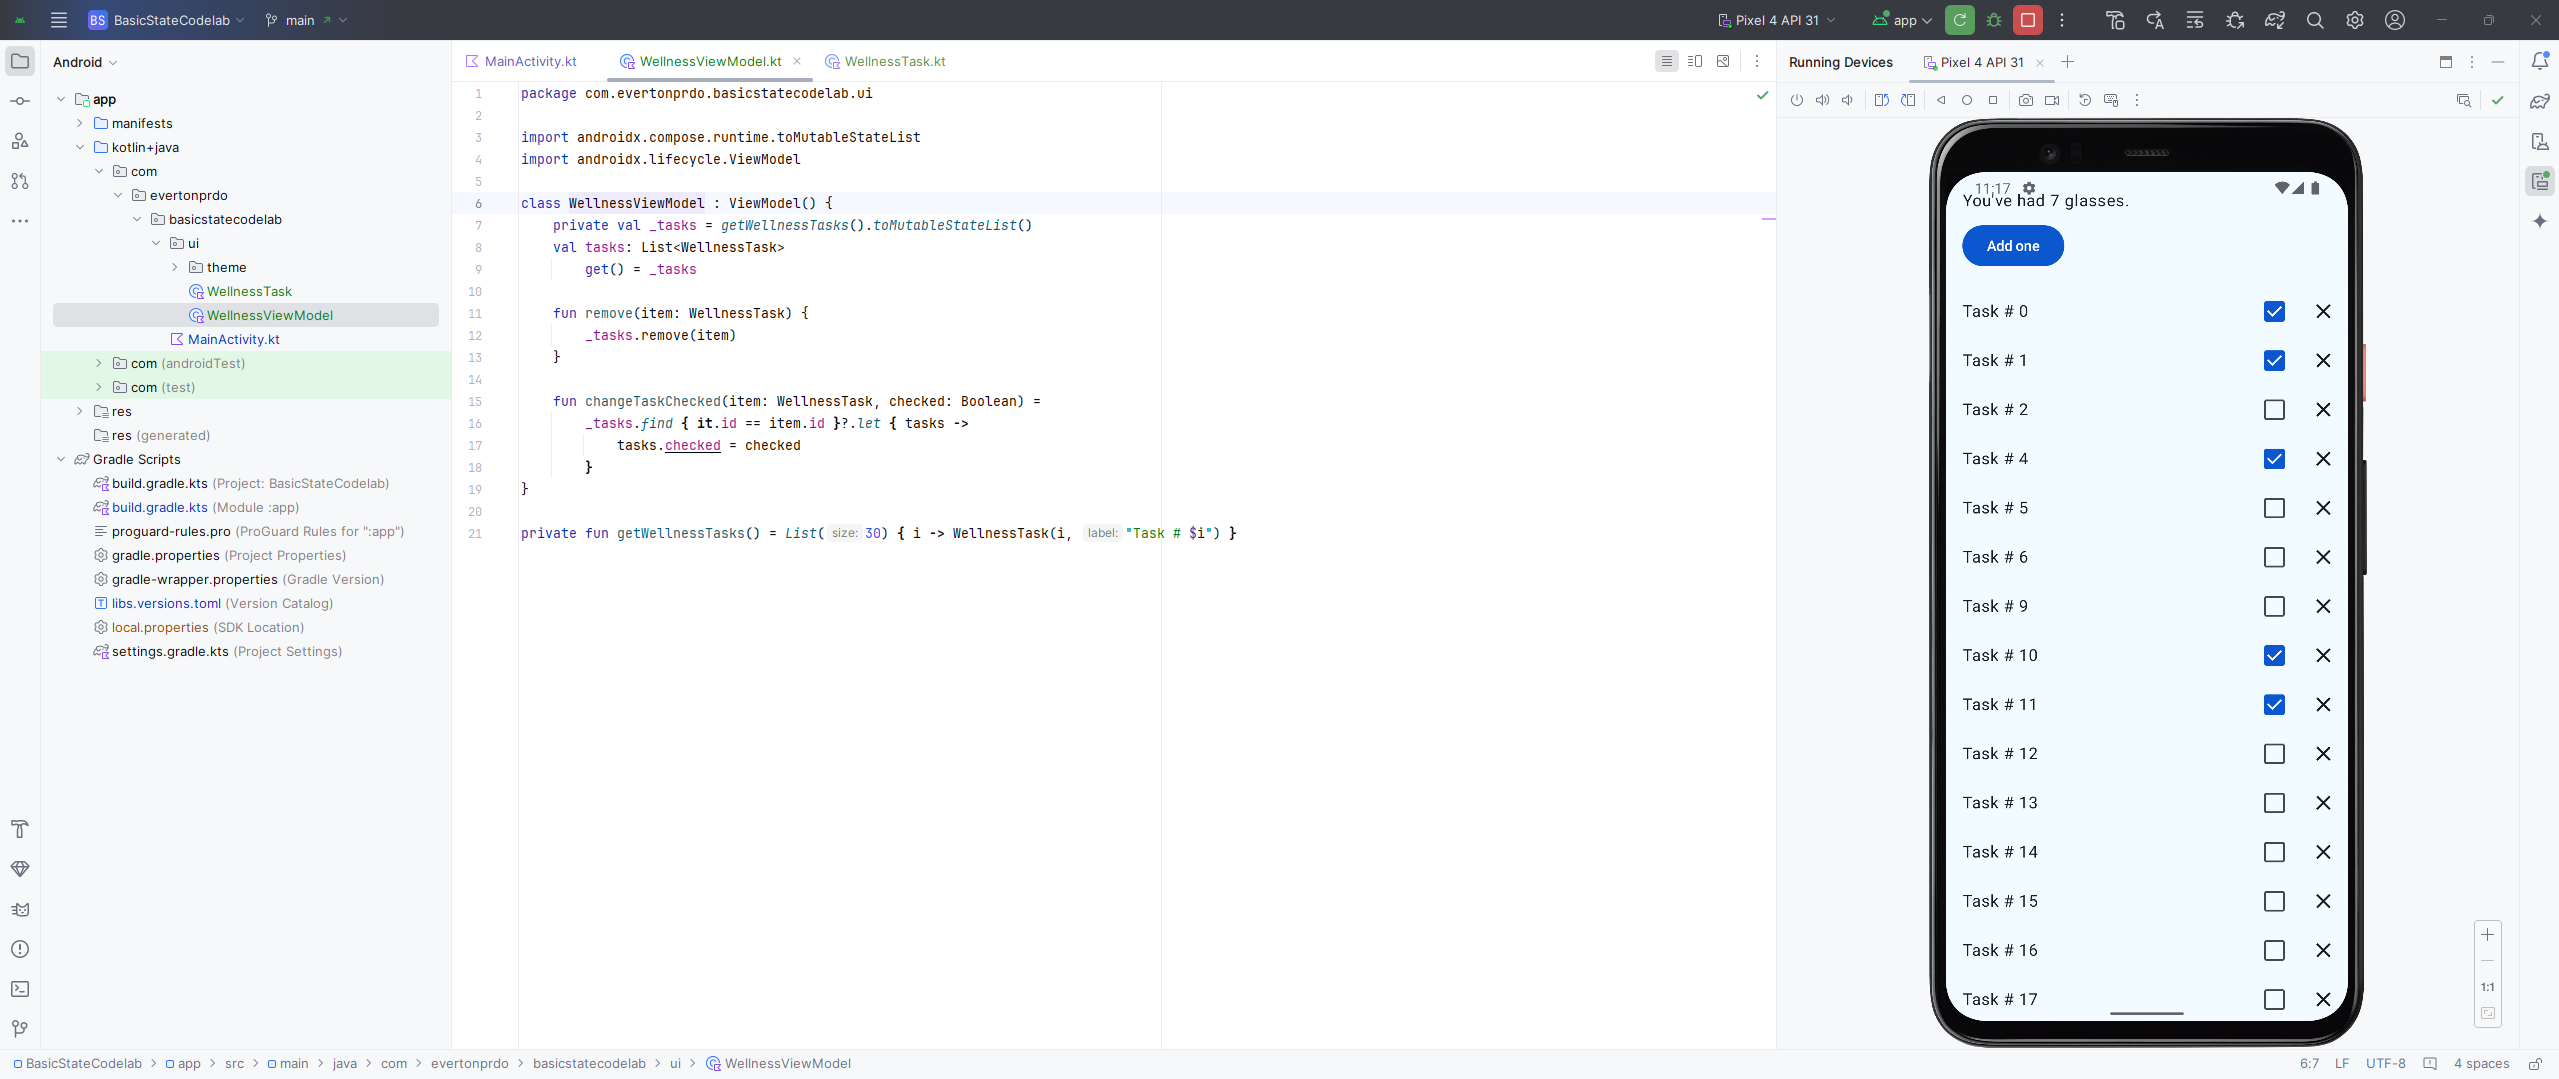 BS BasicStateCodelab main Pixel 4 API 31 app
Android
app
manifests
kotlin+java
com
evertonprdo
basicstatecodelab
ui
theme
WellnessTask
WellnessViewModel
MainActivity.kt
com (androidTest)
com (test)
res
res (generated)
Gradle Scripts
build.gradle.kts (Project: BasicStateCodelab)
build.gradle.kts (Module :app)
proguard-rules.pro (ProGuard Rules for ":app")
gradle.properties (Project Properties)
gradle-wrapper.properties (Gradle Version)
libs.versions.toml (Version Catalog)
local.properties (SDK Location)
settings.gradle.kts (Project Settings)
MainActivity.kt WellnessViewModel.kt WellnessTask.kt
1 package com.evertonprdo.basicstatecodelab.ui
2
3 import androidx.compose.runtime.toMutableStateList
4 import androidx.lifecycle.ViewModel
5
6 class WellnessViewModel : ViewModel() {
7 private val _tasks = getWellnessTasks().toMutableStateList()
8 val tasks: List<WellnessTask>
9 get() = _tasks
10
11 fun remove(item: WellnessTask) {
12 _tasks.remove(item)
13 }
14
15 fun changeTaskChecked(item: WellnessTask, checked: Boolean) =
16 _tasks.find { it.id == item.id }?.let { tasks ->
17 tasks.checked = checked
18 }
19 }
20
21 private fun getWellnessTasks() = List( size: 30) { i -> WellnessTask(i, label: "Task # $i") }
Running Devices Pixel 4 API 31
11:17
You've had 7 glasses.
Add one
Task # 0
Task # 1
Task # 2
Task # 4
Task # 5
Task # 6
Task # 9
Task # 10
Task # 11
Task # 12
Task # 13
Task # 14
Task # 15
Task # 16
Task # 17
1:1
BasicStateCodelab > app > src > main > java > com > evertonprdo > basicstatecodelab > ui > WellnessViewModel
6:7 LF UTF-8 4 spaces